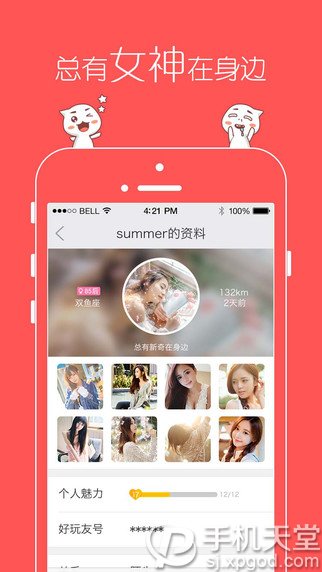 总有女神在身边
BELL 4:21 PM 100%
summer的资料
85后
双鱼座
132km
2天前
总有新奇在身边
个人魅力 12/12
好玩友号 ******
手机天堂
sj.xpgod.com